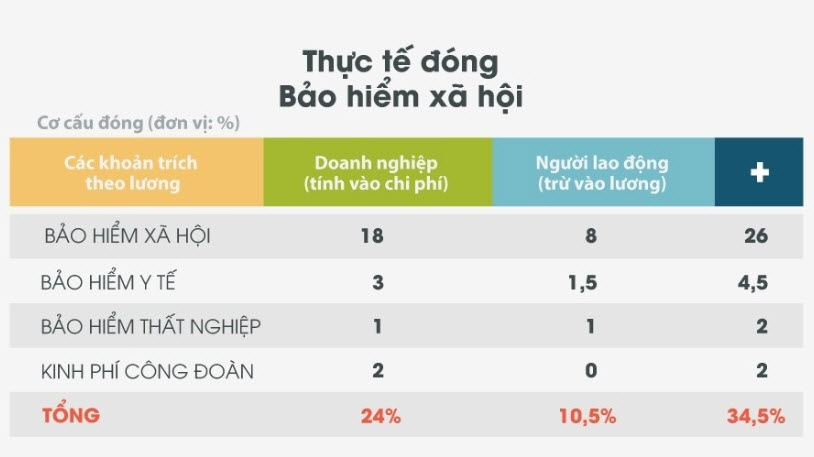 Thực tế đóng
Bảo hiểm xã hội
Cơ cấu đóng (đơn vị: %)
Các khoản trích theo lương Doanh nghiệp (tính vào chi phí) Người lao động (trừ vào lương) +
BẢO HIỂM XÃ HỘI 18 8 26
BẢO HIỂM Y TẾ 3 1,5 4,5
BẢO HIỂM THẤT NGHIỆP 1 1 2
KINH PHÍ CÔNG ĐOÀN 2 0 2
TỔNG 24% 10,5% 34,5%